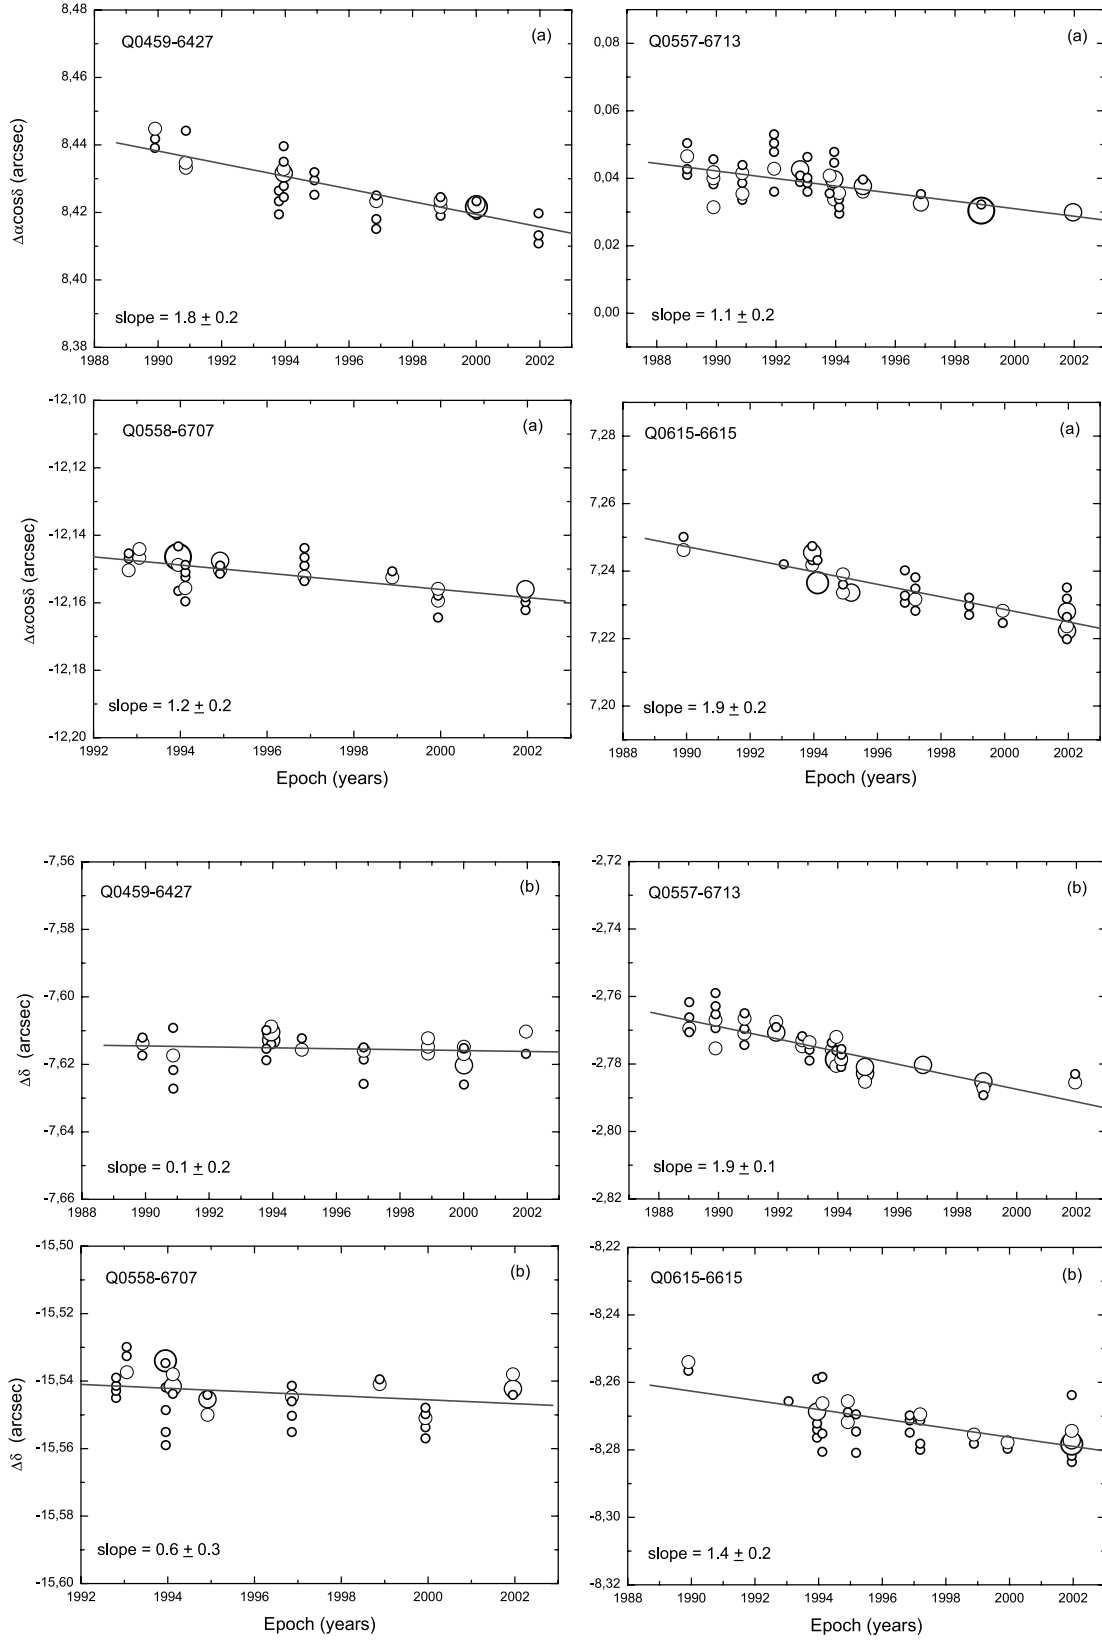 8,48
8,46
8,44
8,42
8,40
8,38
Δαcosδ (arcsec)
Q0459-6427
(a)
slope = 1.8 ± 0.2
1988 1990 1992 1994 1996 1998 2000 2002
0,08
0,06
0,04
0,02
0,00
Q0557-6713
(a)
slope = 1.1 ± 0.2
1988 1990 1992 1994 1996 1998 2000 2002
-12,10
-12,12
-12,14
-12,16
-12,18
-12,20
Δαcosδ (arcsec)
Q0558-6707
(a)
slope = 1.2 ± 0.2
1992 1994 1996 1998 2000 2002
Epoch (years)
7,28
7,26
7,24
7,22
7,20
Q0615-6615
(a)
slope = 1.9 ± 0.2
1988 1990 1992 1994 1996 1998 2000 2002
Epoch (years)
-7,56
-7,58
-7,60
-7,62
-7,64
-7,66
Δδ (arcsec)
Q0459-6427
(b)
slope = 0.1 ± 0.2
1988 1990 1992 1994 1996 1998 2000 2002
-2,72
-2,74
-2,76
-2,78
-2,80
-2,82
Q0557-6713
(b)
slope = 1.9 ± 0.1
1988 1990 1992 1994 1996 1998 2000 2002
-15,50
-15,52
-15,54
-15,56
-15,58
-15,60
Δδ (arcsec)
Q0558-6707
(b)
slope = 0.6 ± 0.3
1992 1994 1996 1998 2000 2002
Epoch (years)
-8,22
-8,24
-8,26
-8,28
-8,30
-8,32
Q0615-6615
(b)
slope = 1.4 ± 0.2
1988 1990 1992 1994 1996 1998 2000 2002
Epoch (years)